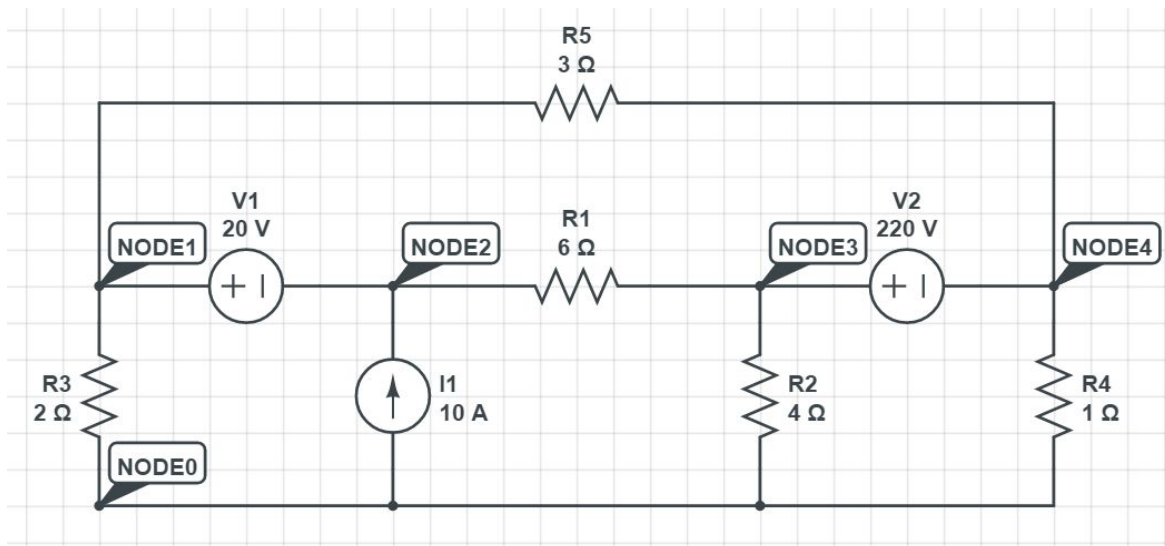 R5
3 Ω
V1
20 V
R1
6 Ω
V2
220 V
NODE1
NODE2
NODE3
NODE4
+ −
+ −
R3
2 Ω
I1
10 A
R2
4 Ω
R4
1 Ω
NODE0